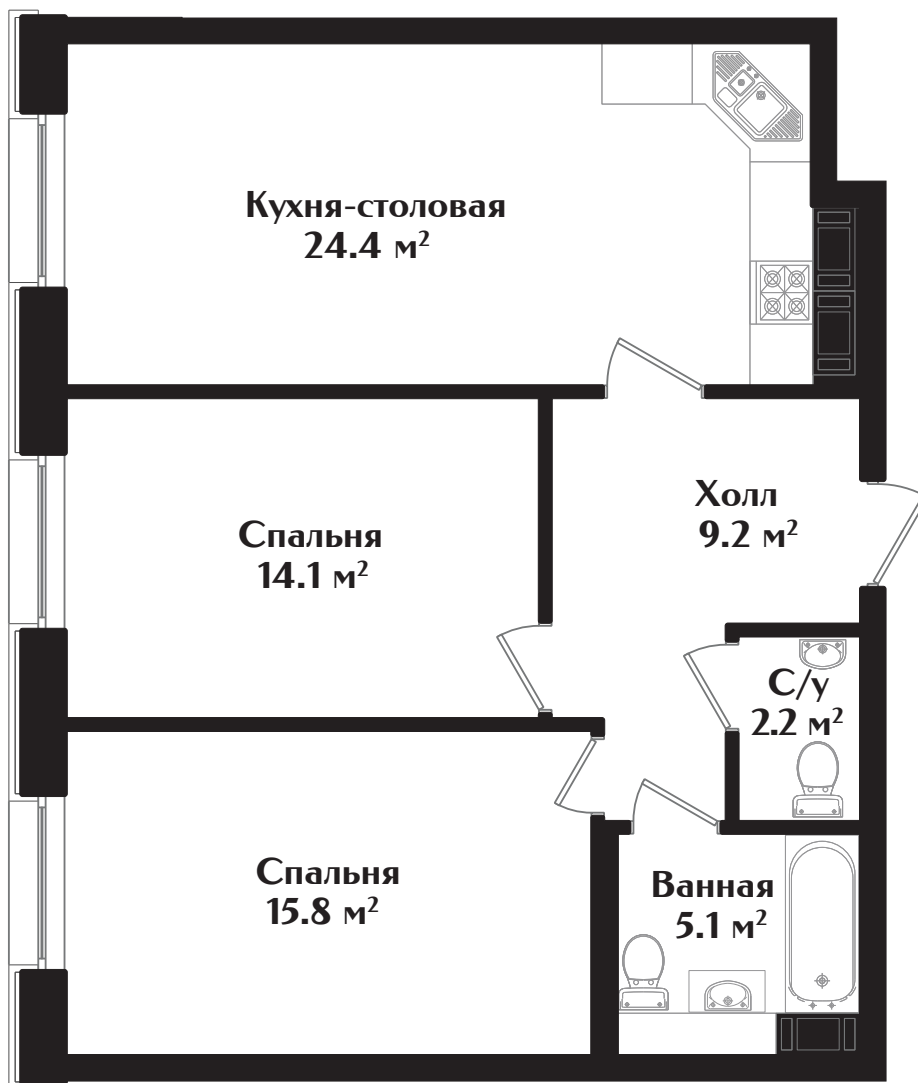 Кухня-столовая
24.4 м²
Спальня
14.1 м²
Холл
9.2 м²
С/у
2.2 м²
Спальня
15.8 м²
Ванная
5.1 м²